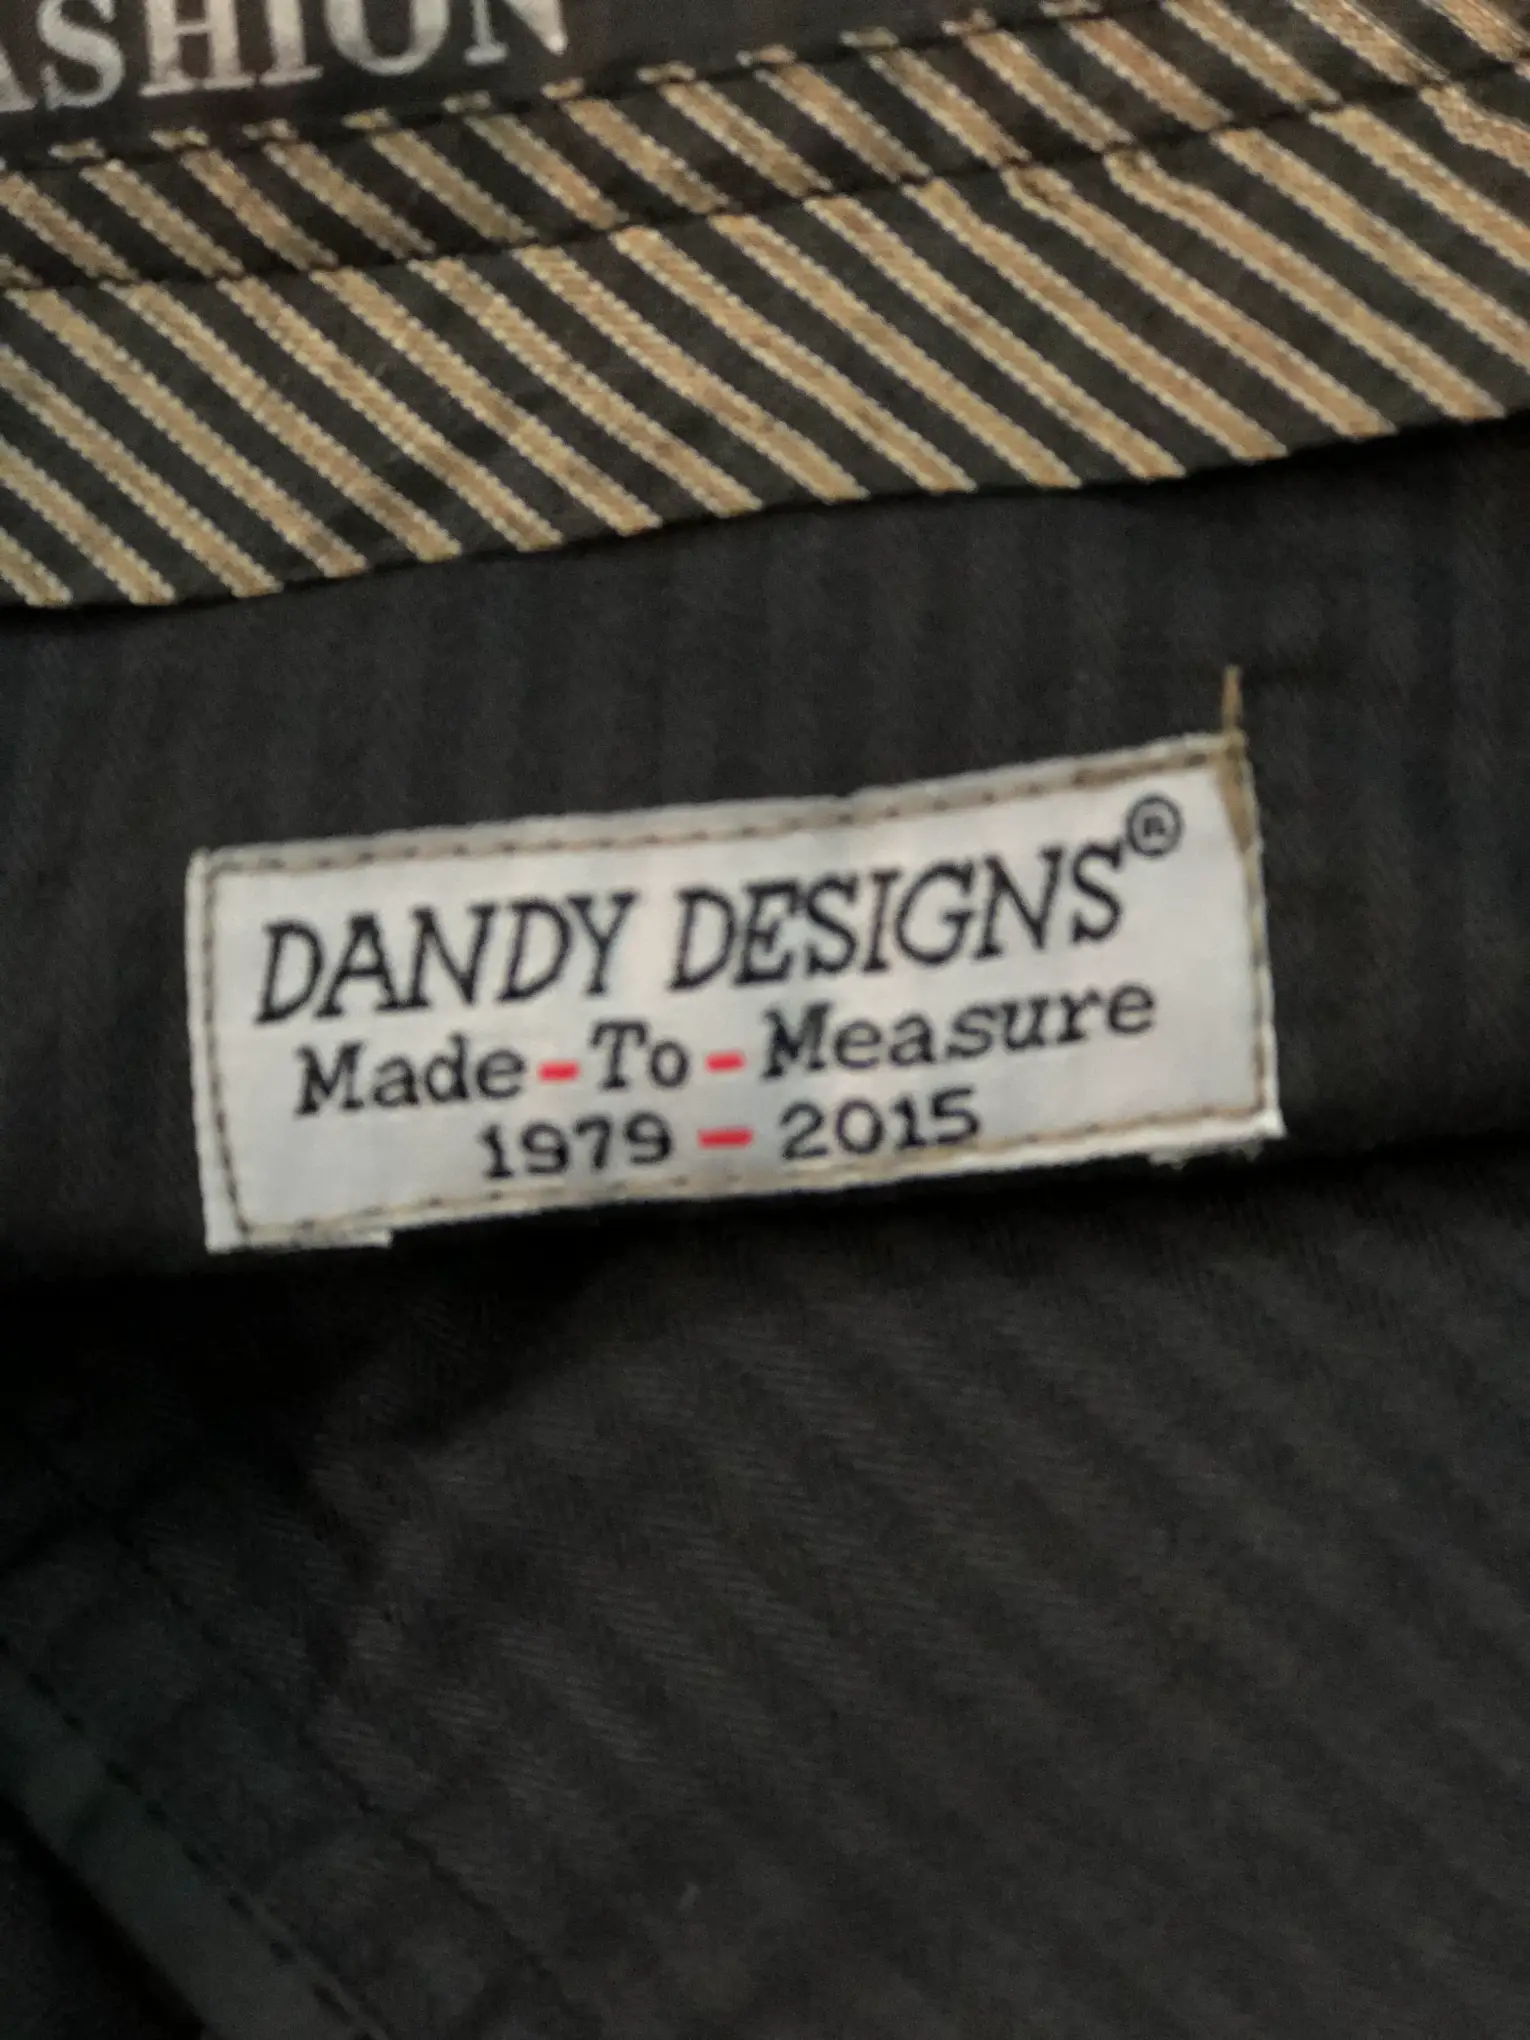 ASHION
DANDY DESIGNS®
Made-To-Measure
1979-2015